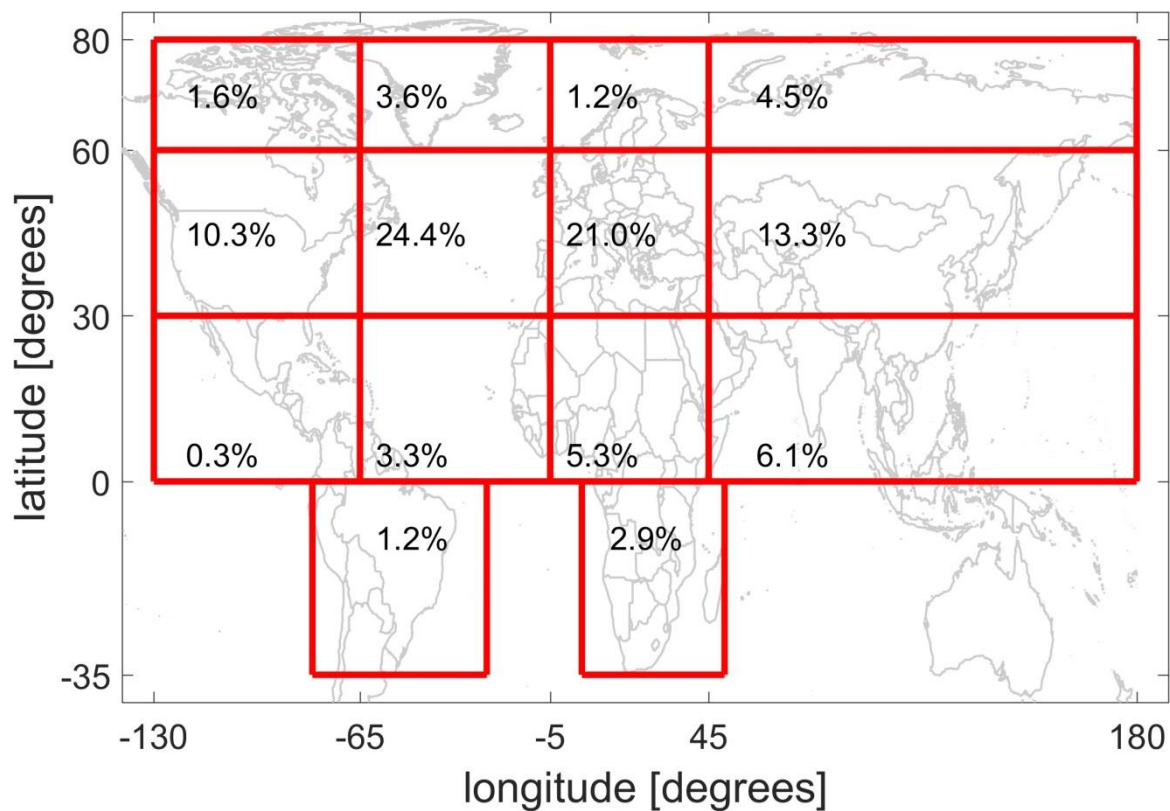 80
1.6% 3.6% 1.2% 4.5%
60
10.3% 24.4% 21.0% 13.3%
30
0.3% 3.3% 5.3% 6.1%
0
1.2% 2.9%
-35
-130 -65 -5 45 180
longitude [degrees]
latitude [degrees]